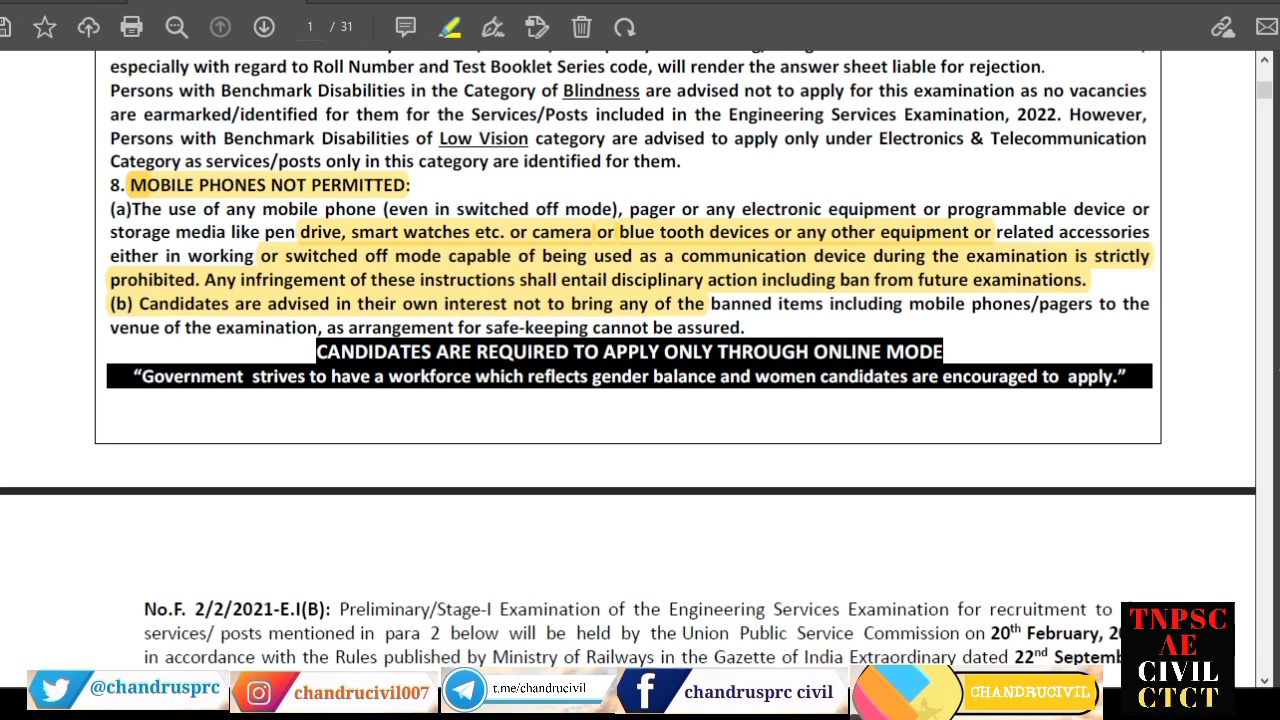 1 / 31
especially with regard to Roll Number and Test Booklet Series code, will render the answer sheet liable for rejection.
Persons with Benchmark Disabilities in the Category of Blindness are advised not to apply for this examination as no vacancies
are earmarked/identified for them for the Services/Posts included in the Engineering Services Examination, 2022. However,
Persons with Benchmark Disabilities of Low Vision category are advised to apply only under Electronics & Telecommunication
Category as services/posts only in this category are identified for them.
8. MOBILE PHONES NOT PERMITTED:
(a)The use of any mobile phone (even in switched off mode), pager or any electronic equipment or programmable device or
storage media like pen drive, smart watches etc. or camera or blue tooth devices or any other equipment or related accessories
either in working or switched off mode capable of being used as a communication device during the examination is strictly
prohibited. Any infringement of these instructions shall entail disciplinary action including ban from future examinations.
(b) Candidates are advised in their own interest not to bring any of the banned items including mobile phones/pagers to the
venue of the examination, as arrangement for safe-keeping cannot be assured.
CANDIDATES ARE REQUIRED TO APPLY ONLY THROUGH ONLINE MODE
“Government strives to have a workforce which reflects gender balance and women candidates are encouraged to apply.”
No.F. 2/2/2021-E.I(B): Preliminary/Stage-I Examination of the Engineering Services Examination for recruitment to
services/ posts mentioned in para 2 below will be held by the Union Public Service Commission on 20th February,
in accordance with the Rules published by Ministry of Railways in the Gazette of India Extraordinary dated 22nd
TNPSC
AE
CIVIL
CTCT
@chandrusprc
chandrucivil007
t.me/chandrucivil
chandrusprc civil
CHANDRUCIVIL